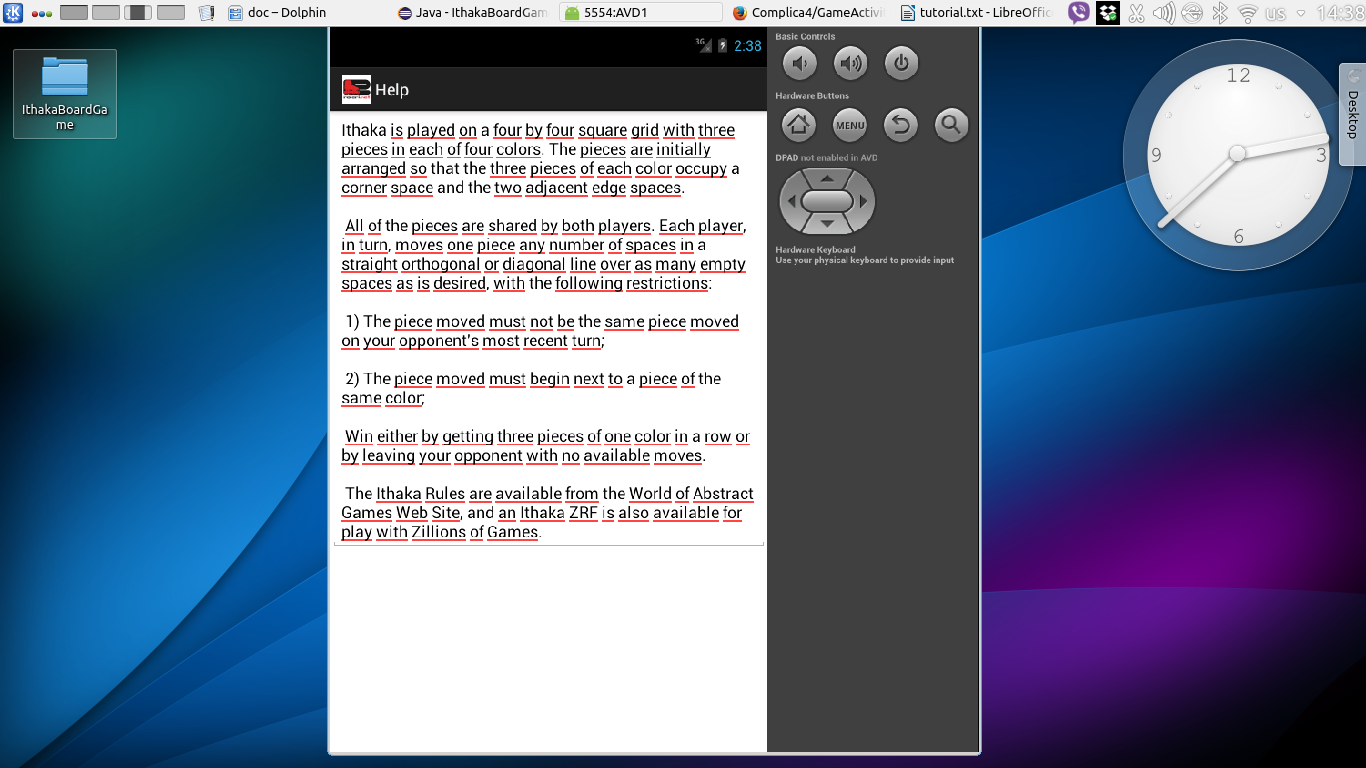 doc – Dolphin
Java - IthakaBoardGam
5554:AVD1
Complica4/GameActivi
tutorial.txt - LibreOffic
us
14:38
IthakaBoardGa
me
3G
2:38
Help
Ithaka is played on a four by four square grid with three
pieces in each of four colors. The pieces are initially
arranged so that the three pieces of each color occupy a
corner space and the two adjacent edge spaces.
All of the pieces are shared by both players. Each player,
in turn, moves one piece any number of spaces in a
straight orthogonal or diagonal line over as many empty
spaces as is desired, with the following restrictions:
1) The piece moved must not be the same piece moved
on your opponent's most recent turn;
2) The piece moved must begin next to a piece of the
same color;
Win either by getting three pieces of one color in a row or
by leaving your opponent with no available moves.
The Ithaka Rules are available from the World of Abstract
Games Web Site, and an Ithaka ZRF is also available for
play with Zillions of Games.
Basic Controls
Hardware Buttons
MENU
DPAD not enabled in AVD
Hardware Keyboard
Use your physical keyboard to provide input
12
3
6
9
Desktop